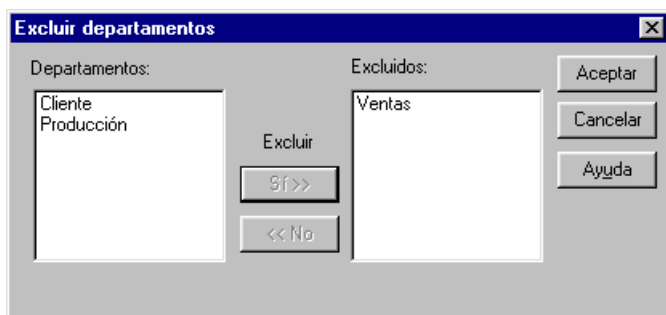 Excluir departamentos
Departamentos:
Cliente
Producción
Excluir
Sí >>
<< No
Excluidos:
Ventas
Aceptar
Cancelar
Ayuda